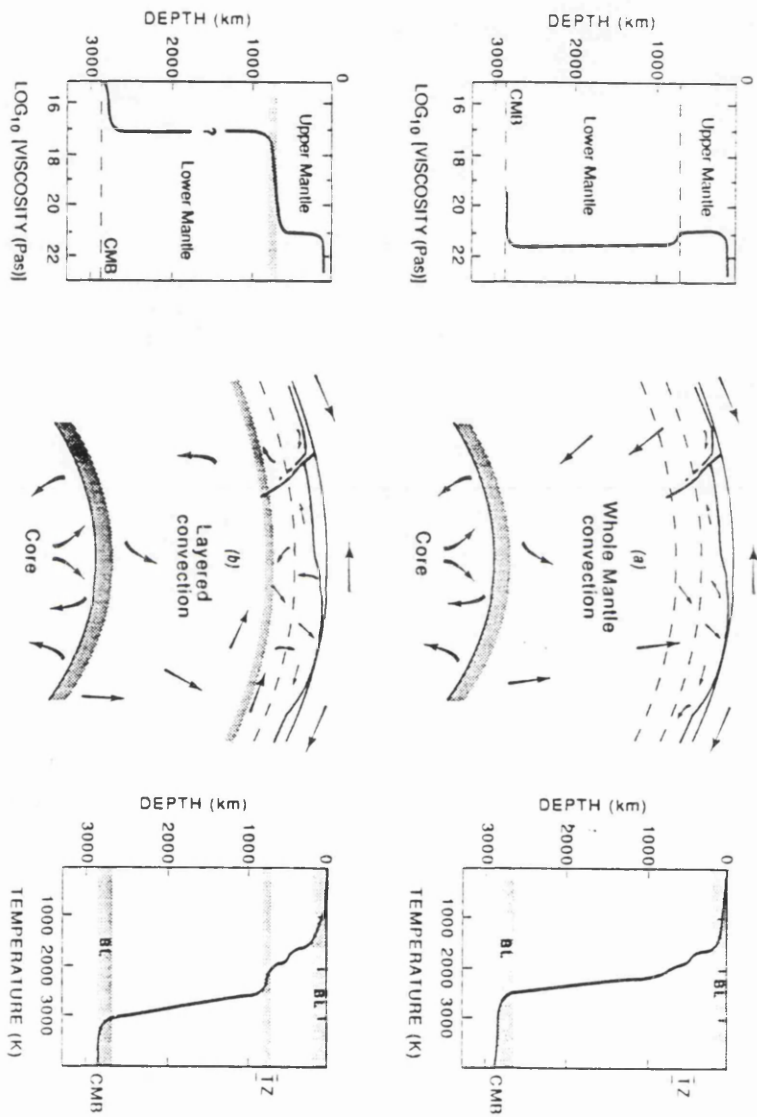 DEPTH (km)
0
1000
2000
3000
Upper Mantle
Lower Mantle
CMB
16
18
20
22
LOG10 [VISCOSITY (Pas)]
(a)
Whole Mantle
convection
Core
DEPTH (km)
0
1000
2000
3000
BL
BL
TZ
CMB
1000
2000
3000
TEMPERATURE (K)
DEPTH (km)
0
1000
2000
3000
Upper Mantle
?
Lower Mantle
CMB
16
18
20
22
LOG10 [VISCOSITY (Pas)]
(b)
Layered
convection
Core
DEPTH (km)
0
1000
2000
3000
BL
BL
TZ
CMB
1000
2000
3000
TEMPERATURE (K)